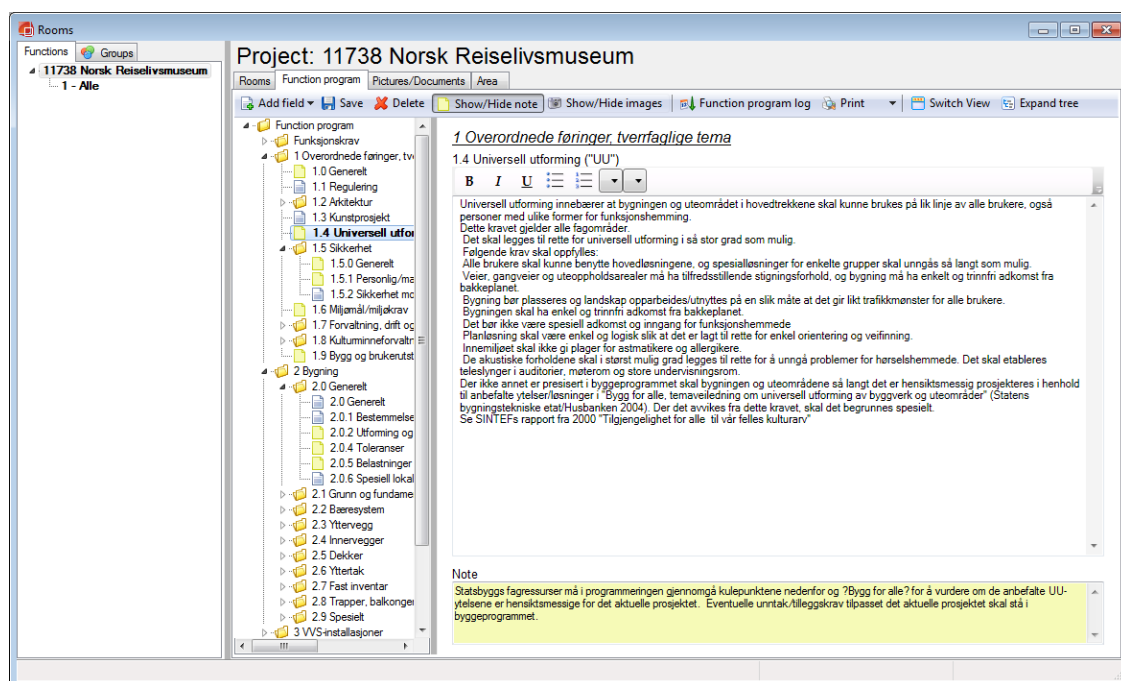 Rooms
Functions Groups
11738 Norsk Reiselivsmuseum
1 - Alle
Project: 11738 Norsk Reiselivsmuseum
Rooms Function program Pictures/Documents Area
Add field Save Delete Show/Hide note Show/Hide images Function program log Print Switch View Expand tree
Function program
Funksjonskrav
1 Overordnede føringer, tv
1.0 Generelt
1.1 Regulering
1.2 Arkitektur
1.3 Kunstprosjekt
1.4 Universell utfor
1.5 Sikkerhet
1.5.0 Generelt
1.5.1 Personlig/ma
1.5.2 Sikkerhet mo
1.6 Miljømål/miljøkrav
1.7 Forvaltning, drift og
1.8 Kulturminneforvaltr
1.9 Bygg og brukerutst
2 Bygning
2.0 Generelt
2.0 Generelt
2.0.1 Bestemmelse
2.0.2 Utforming og
2.0.4 Toleranser
2.0.5 Belastninger
2.0.6 Spesiell lokal
2.1 Grunn og fundame
2.2 Bæresystem
2.3 Yttervegg
2.4 Innervegger
2.5 Dekker
2.6 Yttertak
2.7 Fast inventar
2.8 Trapper, balkonger
2.9 Spesielt
3 VVS-installasjoner
1 Overordnede føringer, tverrfaglige tema
1.4 Universell utforming ("UU")
B I U
Universell utforming innebærer at bygningen og uteområdet i hovedtrekkene skal kunne brukes på lik linje av alle brukere, også
personer med ulike former for funksjonshemming.
Dette kravet gjelder alle fagområder.
Det skal legges til rette for universell utforming i så stor grad som mulig.
Følgende krav skal oppfylles:
Alle brukere skal kunne benytte hovedløsningene, og spesialløsninger for enkelte grupper skal unngås så langt som mulig.
Veier, gangveier og uteoppholdsarealer må ha tilfredsstillende stigningsforhold, og bygning må ha enkelt og trinnfri adkomst fra
bakkeplanet.
Bygning bør plasseres og landskap opparbeides/utnyttes på en slik måte at det gir likt trafikkmønster for alle brukere.
Bygningen skal ha enkel og trinnfri adkomst fra bakkeplanet.
Det bør ikke være spesiell adkomst og inngang for funksjonshemmede
Planløsning skal være enkel og logisk slik at det er lagt til rette for enkel orientering og veifinning.
Innemiljøet skal ikke gi plager for astmatikere og allergikere.
De akustiske forholdene skal i størst mulig grad legges til rette for å unngå problemer for hørselshemmede. Det skal etableres
teleslynger i auditorier, møterom og store undervisningsrom.
Der ikke annet er presisert i byggeprogrammet skal bygningen og uteområdene så langt det er hensiktsmessig prosjekteres i henhold
til anbefalte ytelser/løsninger i "Bygg for alle, temaveiledning om universell utforming av byggverk og uteområder" (Statens
bygningstekniske etat/Husbanken 2004). Der det avvikes fra dette kravet, skal det begrunnes spesielt.
Se SINTEFs rapport fra 2000 "Tilgjengelighet for alle til vår felles kulturarv"
Note
Statsbyggs fagressurser må i programmeringen gjennomgå kulepunktene nedenfor og ?Bygg for alle? for å vurdere om de anbefalte UU-
ytelsene er hensiktsmessige for det aktuelle prosjektet. Eventuelle unntak/tilleggskrav tilpasset det aktuelle prosjektet skal stå i
byggeprogrammet.